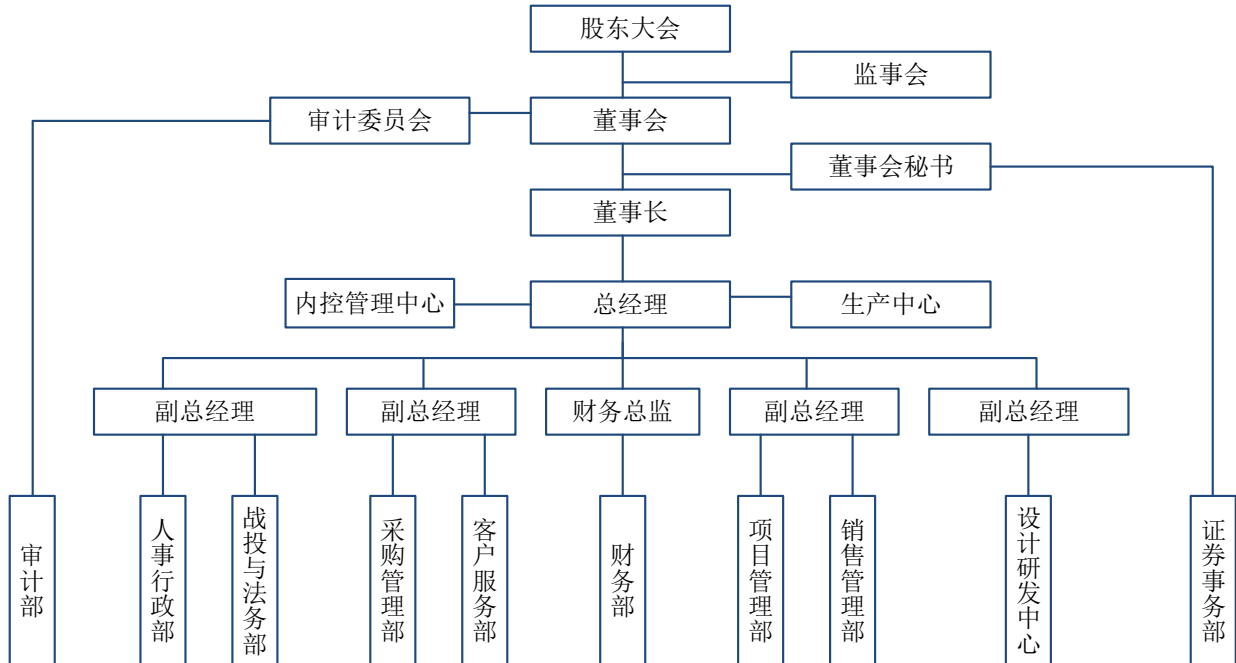 股东大会
监事会
审计委员会
董事会
董事会秘书
董事长
内控管理中心
总经理
生产中心
副总经理
副总经理
财务总监
副总经理
副总经理
审计部
人事行政部
战投与法务部
采购管理部
客户服务部
财务部
项目管理部
销售管理部
设计研发中心
证券事务部